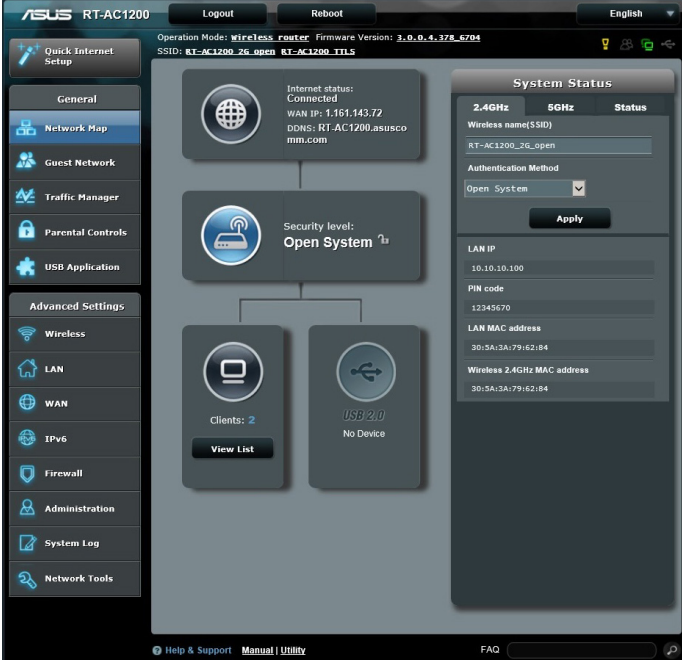 ASUS RT-AC1200
Logout
Reboot
English
Operation Mode: Wireless router Firmware Version: 3.0.0.4.378_6704
SSID: RT-AC1200_2G_open RT-AC1200_TTLS
Quick Internet
Setup
General
Network Map
Guest Network
Traffic Manager
Parental Controls
USB Application
Advanced Settings
Wireless
LAN
WAN
IPv6
IPv6
Firewall
Administration
System Log
Network Tools
Internet status:
Connected
WAN IP: 1.161.143.72
DDNS: RT-AC1200.asusco
mm.com
Security level:
Open System
Clients: 2
View List
USB 2.0
No Device
System Status
2.4GHz
5GHz
Status
Wireless name(SSID)
RT-AC1200_2G_open
Authentication Method
Open System
Apply
LAN IP
10.10.10.100
PIN code
12345670
LAN MAC address
30:5A:3A:79:62:84
Wireless 2.4GHz MAC address
30:5A:3A:79:62:84
Help & Support Manual | Utility
FAQ